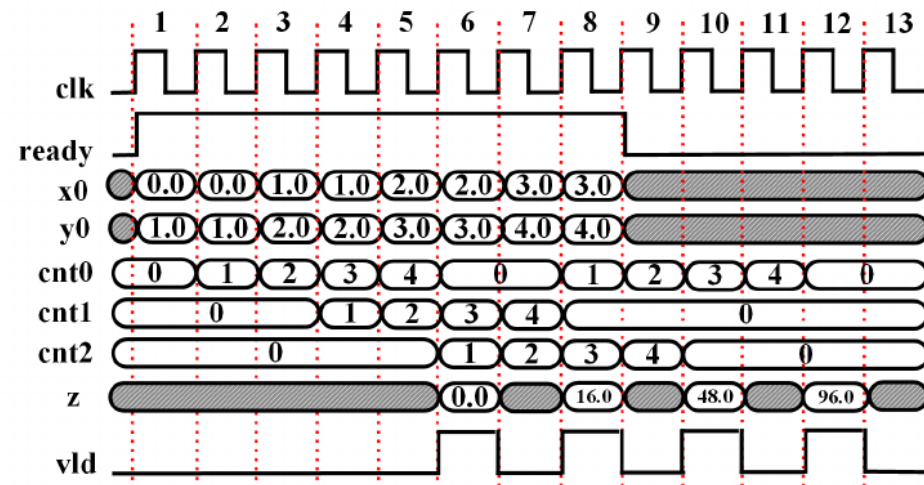 1 2 3 4 5 6 7 8 9 10 11 12 13
clk
ready
x0 0.0 0.0 1.0 1.0 2.0 2.0 3.0 3.0
y0 1.0 1.0 2.0 2.0 3.0 3.0 4.0 4.0
cnt0 0 1 2 3 4 0 1 2 3 4 0
cnt1 0 1 2 3 4 0
cnt2 0 1 2 3 4 0
z 0.0 16.0 48.0 96.0
vld